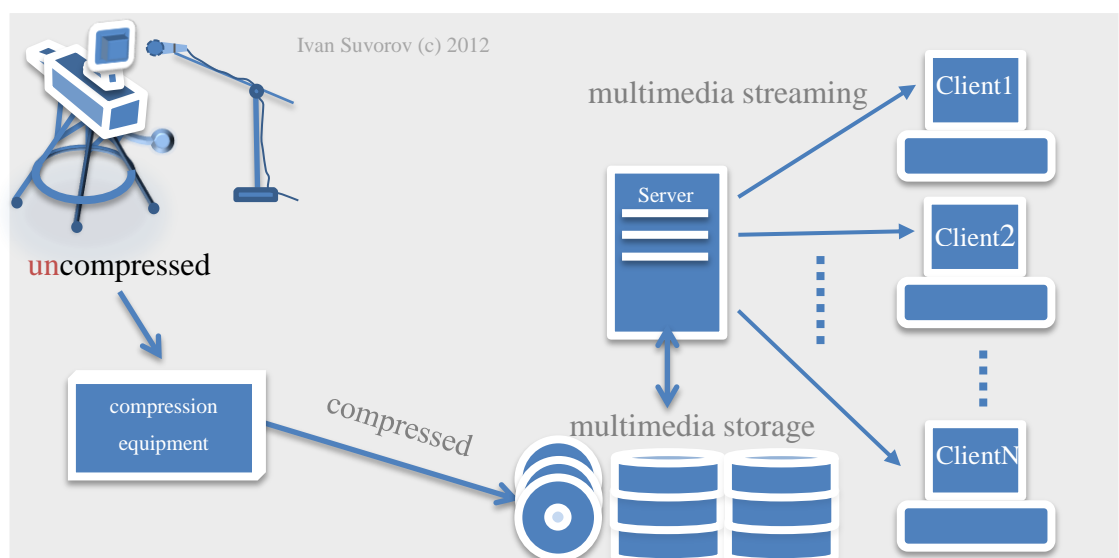 Ivan Suvorov (c) 2012
multimedia streaming
Client1
Server
Client2
uncompressed
compression
equipment
compressed
multimedia storage
ClientN